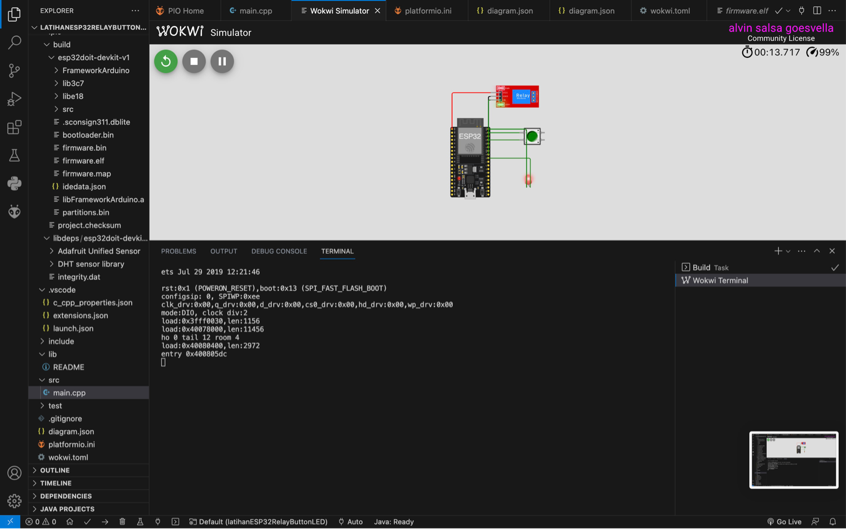 EXPLORER
PIO Home
main.cpp
Wokwi Simulator
platformio.ini
diagram.json
diagram.json
wokwi.toml
firmware.elf
LATIHANESP32RELAYBUTTON...
build
esp32doit-devkit-v1
FrameworkArduino
lib3c7
libe18
src
.sconsign311.dblite
bootloader.bin
firmware.bin
firmware.elf
firmware.map
idedata.json
libFrameworkArduino.a
partitions.bin
project.checksum
libdeps / esp32doit-devki...
Adafruit Unified Sensor
DHT sensor library
integrity.dat
.vscode
c_cpp_properties.json
extensions.json
launch.json
include
lib
README
src
main.cpp
test
.gitignore
diagram.json
platformio.ini
wokwi.toml
OUTLINE
TIMELINE
DEPENDENCIES
JAVA PROJECTS
WOKWI Simulator
alvin salsa goesvella
Community License
00:13.717 99%
Relay
ESP32
PROBLEMS OUTPUT DEBUG CONSOLE TERMINAL
ets Jul 29 2019 12:21:46
rst:0x1 (POWERON_RESET),boot:0x13 (SPI_FAST_FLASH_BOOT)
configsip: 0, SPIWP:0xee
clk_drv:0x00,q_drv:0x00,d_drv:0x00,cs0_drv:0x00,hd_drv:0x00,wp_drv:0x00
mode:DIO, clock div:2
load:0x3fff0030,len:1156
load:0x40078000,len:11456
ho 0 tail 12 room 4
load:0x40080400,len:2972
entry 0x400805dc
Build Task
Wokwi Terminal
0 0 Default (latihanESP32RelayButtonLED) Auto Java: Ready Go Live